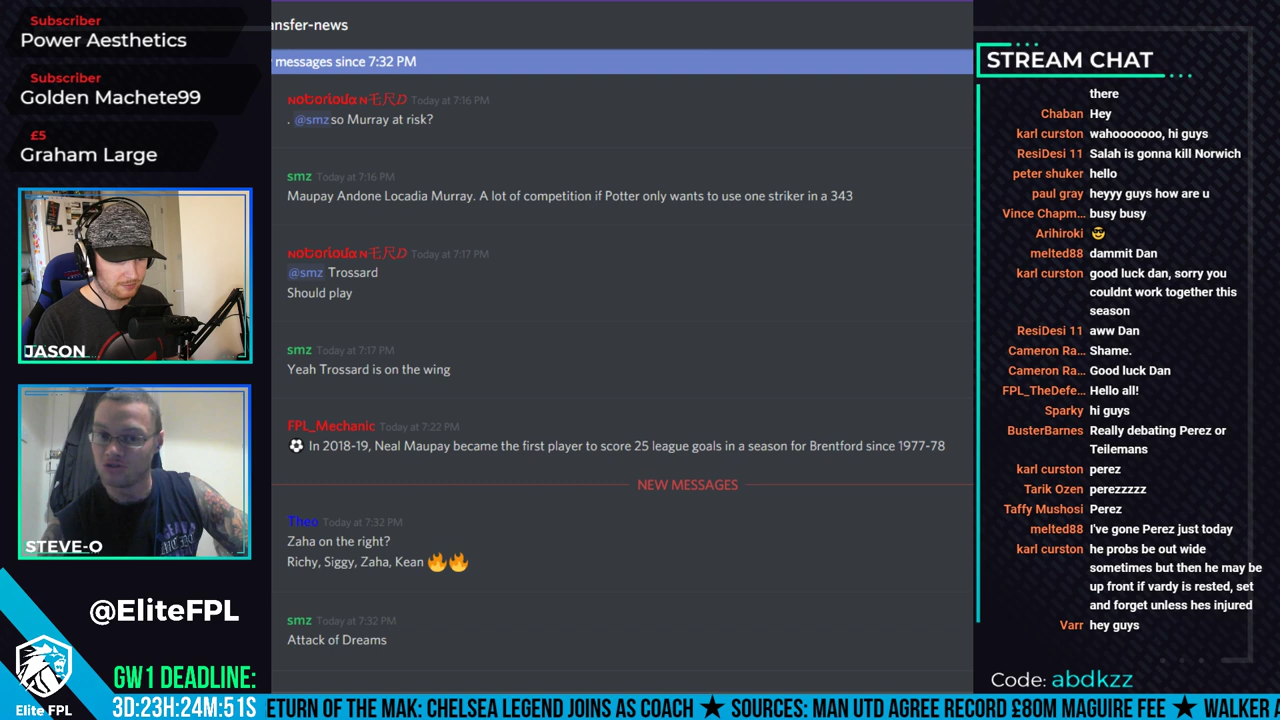 Subscriber
Power Aesthetics
Subscriber
Golden Machete99
£5
Graham Large
JASON
STEVE-O
@EliteFPL
Elite FPL
GW1 DEADLINE:
3D:23H:24M:51S
ansfer-news
messages since 7:32 PM
Today at 7:16 PM
. @smz so Murray at risk?
smz Today at 7:16 PM
Maupay Andone Locadia Murray. A lot of competition if Potter only wants to use one striker in a 343
Today at 7:17 PM
@smz Trossard
Should play
smz Today at 7:17 PM
Yeah Trossard is on the wing
FPL_Mechanic Today at 7:22 PM
⚽ In 2018-19, Neal Maupay became the first player to score 25 league goals in a season for Brentford since 1977-78
NEW MESSAGES
Theo Today at 7:32 PM
Zaha on the right?
Richy, Siggy, Zaha, Kean 🔥🔥
smz Today at 7:32 PM
Attack of Dreams
STREAM CHAT
there
Chaban Hey
karl curston wahooooooo, hi guys
ResiDesi 11 Salah is gonna kill Norwich
peter shuker hello
paul gray heyyy guys how are u
Vince Chapm... busy busy
Arihiroki 😎
melted88 dammit Dan
karl curston good luck dan, sorry you
couldnt work together this
season
ResiDesi 11 aww Dan
Cameron Ra... Shame.
Cameron Ra... Good luck Dan
FPL_TheDefe... Hello all!
Sparky hi guys
BusterBarnes Really debating Perez or
Teilemans
karl curston perez
Tarik Ozen perezzzzz
Taffy Mushosi Perez
melted88 I've gone Perez just today
karl curston he probs be out wide
sometimes but then he may be
up front if vardy is rested, set
and forget unless hes injured
Varr hey guys
Code: abdkzz
ETURN OF THE MAK: CHELSEA LEGEND JOINS AS COACH ★ SOURCES: MAN UTD AGREE RECORD £80M MAGUIRE FEE ★ WALKER